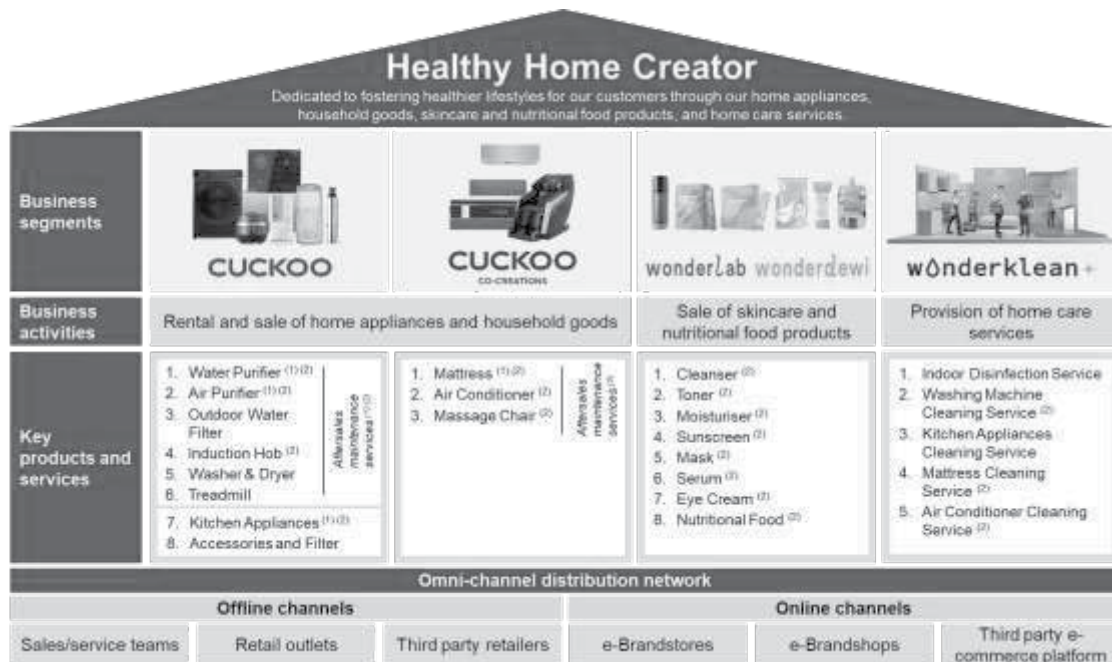 Healthy Home Creator
Dedicated to fostering healthier lifestyles for our customers through our home appliances,
household goods, skincare and nutritional food products, and home care services.
Business
segments
CUCKOO
CUCKOO
CO-CREATIONS
wonderlab wonderdewi
wonderklean+
Business
activities
Rental and sale of home appliances and household goods
Sale of skincare and
nutritional food products
Provision of home care
services
Key
products and
services
1. Water Purifier (1) (2)
2. Air Purifier (1) (2)
3. Outdoor Water
Filter
4. Induction Hob (2)
5. Washer & Dryer
6. Treadmill
Aftersales
maintenance
services (1) (2)
7. Kitchen Appliances (1) (2)
8. Accessories and Filter
1. Mattress (1) (2)
2. Air Conditioner (2)
3. Massage Chair (2)
Aftersales
maintenance
services (2)
1. Cleanser (2)
2. Toner (2)
3. Moisturiser (2)
4. Sunscreen (2)
5. Mask (2)
6. Serum (2)
7. Eye Cream (2)
8. Nutritional Food (2)
1. Indoor Disinfection Service
2. Washing Machine
Cleaning Service (2)
3. Kitchen Appliances
Cleaning Service
4. Mattress Cleaning
Service (2)
5. Air Conditioner Cleaning
Service (2)
Omni-channel distribution network
Offline channels
Online channels
Sales/service teams
Retail outlets
Third party retailers
e-Brandstores
e-Brandshops
Third party e-
commerce platform